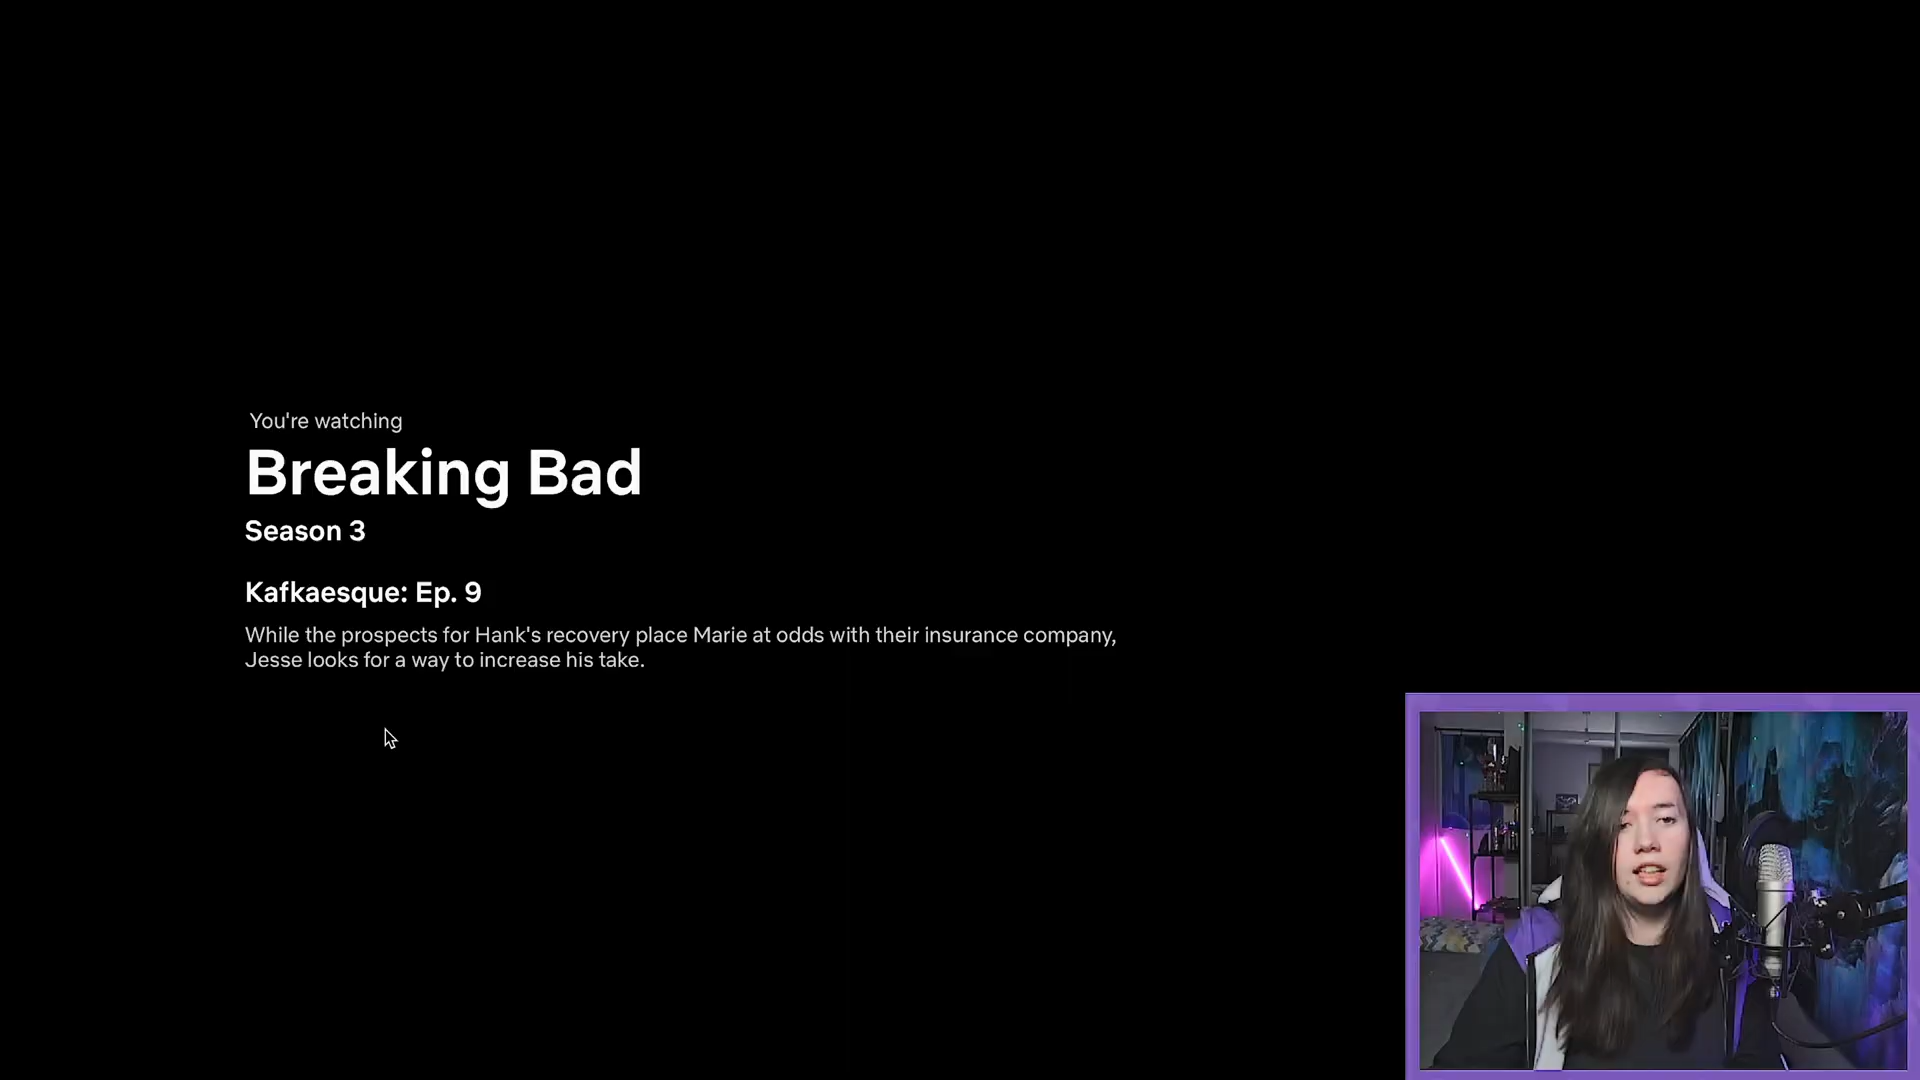 You're watching
Breaking Bad
Season 3
Kafkaesque: Ep. 9
While the prospects for Hank's recovery place Marie at odds with their insurance company,
Jesse looks for a way to increase his take.